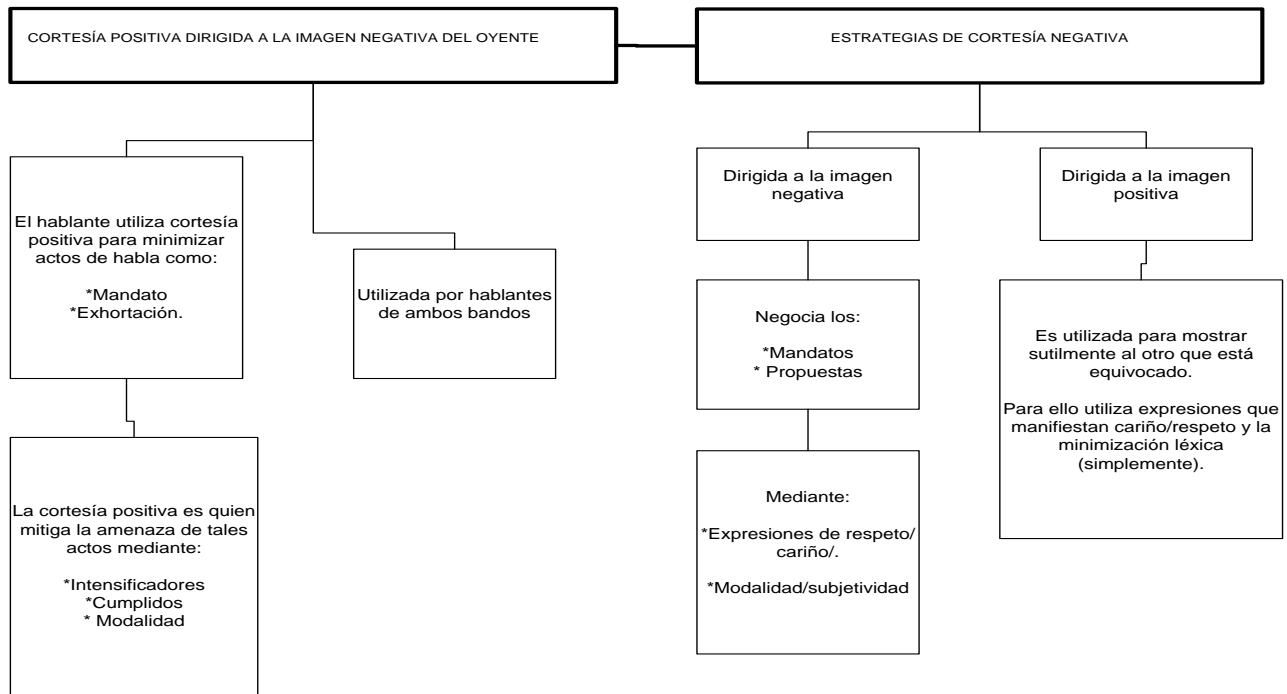 CORTESÍA POSITIVA DIRIGIDA A LA IMAGEN NEGATIVA DEL OYENTE
ESTRATEGIAS DE CORTESÍA NEGATIVA
El hablante utiliza cortesía
positiva para minimizar
actos de habla como:
*Mandato
*Exhortación.
Utilizada por hablantes
de ambos bandos
La cortesía positiva es quien
mitiga la amenaza de tales
actos mediante:
*Intensificadores
*Cumplidos
* Modalidad
Dirigida a la imagen
negativa
Negocia los:
*Mandatos
* Propuestas
Mediante:
*Expresiones de respeto/
cariño/.
*Modalidad/subjetividad
Dirigida a la imagen
positiva
Es utilizada para mostrar
sutilmente al otro que está
equivocado.
Para ello utiliza expresiones que
manifiestan cariño/respeto y la
minimización léxica
(simplemente).